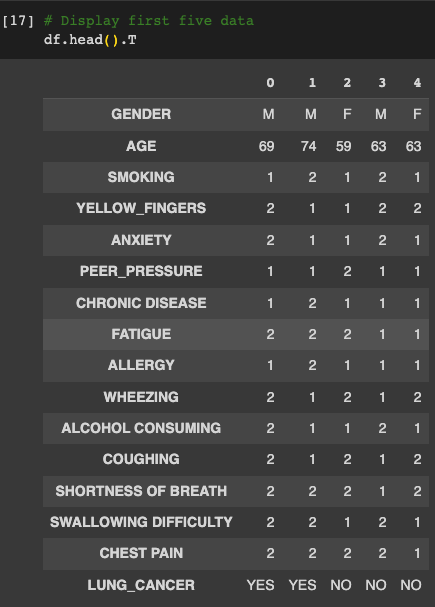 [17] # Display first five data
df.head().T
0 1 2 3 4
GENDER M M F M F
AGE 69 74 59 63 63
SMOKING 1 2 1 2 1
YELLOW_FINGERS 2 1 1 2 2
ANXIETY 2 1 1 2 1
PEER_PRESSURE 1 1 2 1 1
CHRONIC DISEASE 1 2 1 1 1
FATIGUE 2 2 2 1 1
ALLERGY 1 2 1 1 1
WHEEZING 2 1 2 1 2
ALCOHOL CONSUMING 2 1 1 2 1
COUGHING 2 1 2 1 2
SHORTNESS OF BREATH 2 2 2 1 2
SWALLOWING DIFFICULTY 2 2 1 2 1
CHEST PAIN 2 2 2 2 1
LUNG_CANCER YES YES NO NO NO